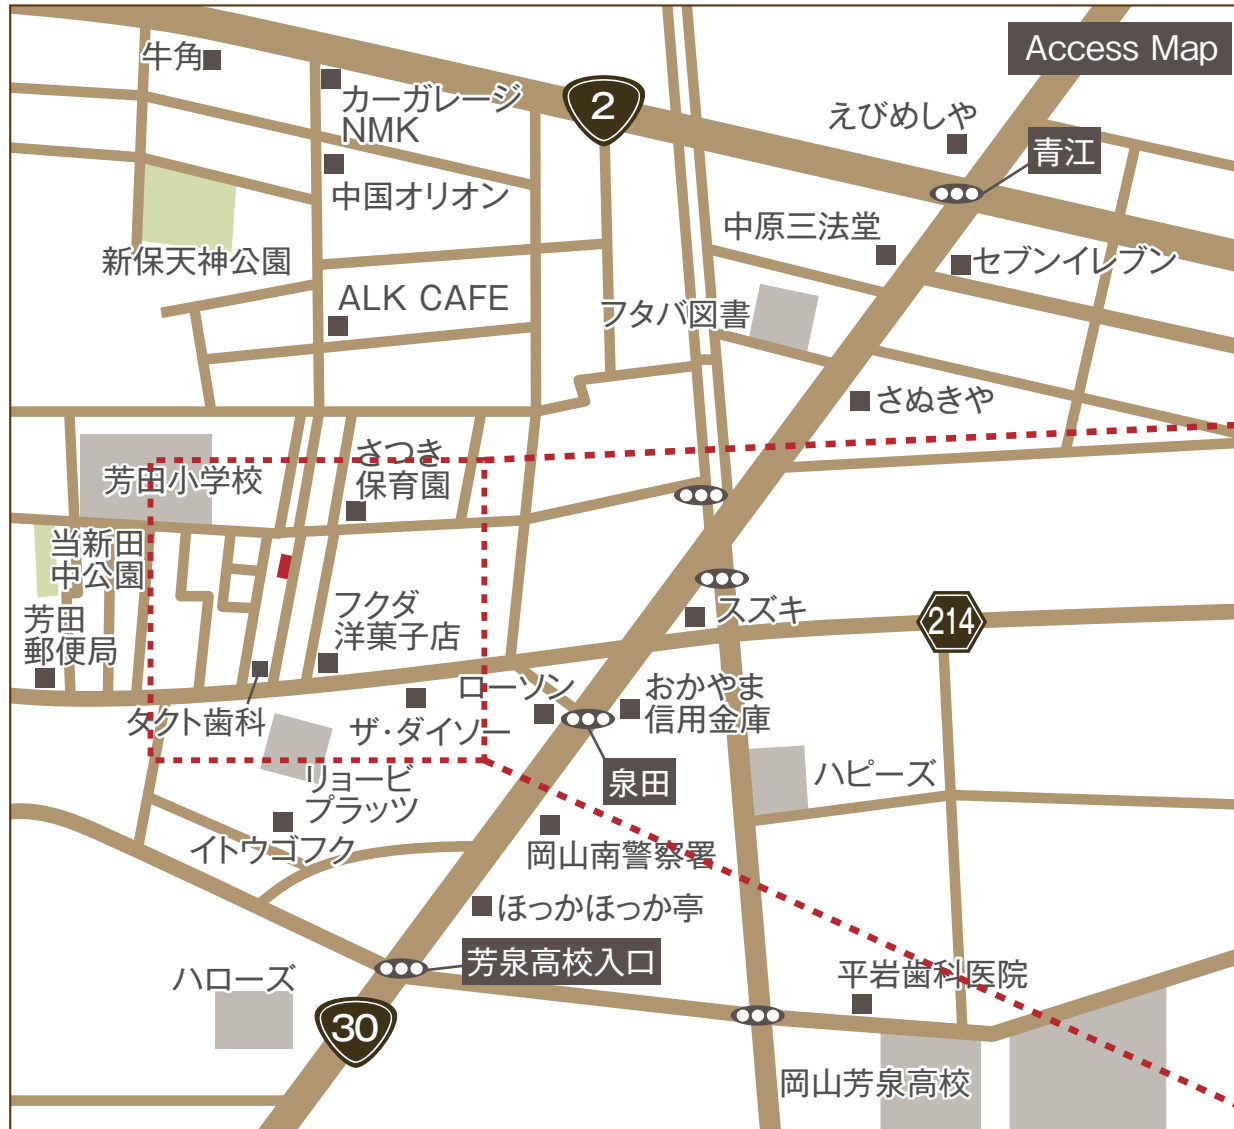 Access Map
牛角
カーガレージ
NMK
2
えびめしや
青江
中国オリオン
中原三法堂
セブンイレブン
新保天神公園
ALK CAFE
フタバ図書
さぬきや
さつき
保育園
芳田小学校
当新田
中公園
芳田
郵便局
フクダ
洋菓子店
スズキ
214
ローソン
おかやま
信用金庫
タクト歯科
ザ・ダイソー
リョービ
プラッツ
泉田
ハピーズ
イトウゴフク
岡山南警察署
ほっかほっか亭
芳泉高校入口
ハローズ
平岩歯科医院
30
岡山芳泉高校